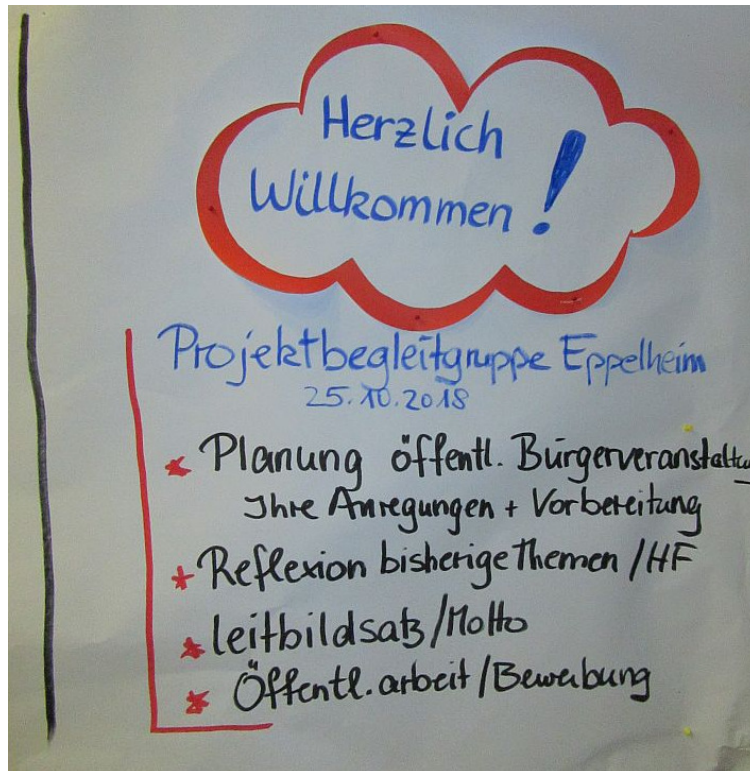 Herzlich
Willkommen!
Projektbegleitgruppe Eppelheim
25.10.2018
* Planung öffentl. Bürgerveranstaltu
Ihre Anregungen + Vorbereitung
* Reflexion bisherige Themen / HF
* Leitbildsatz / Motto
* Öffentl. arbeit / Bewerbung